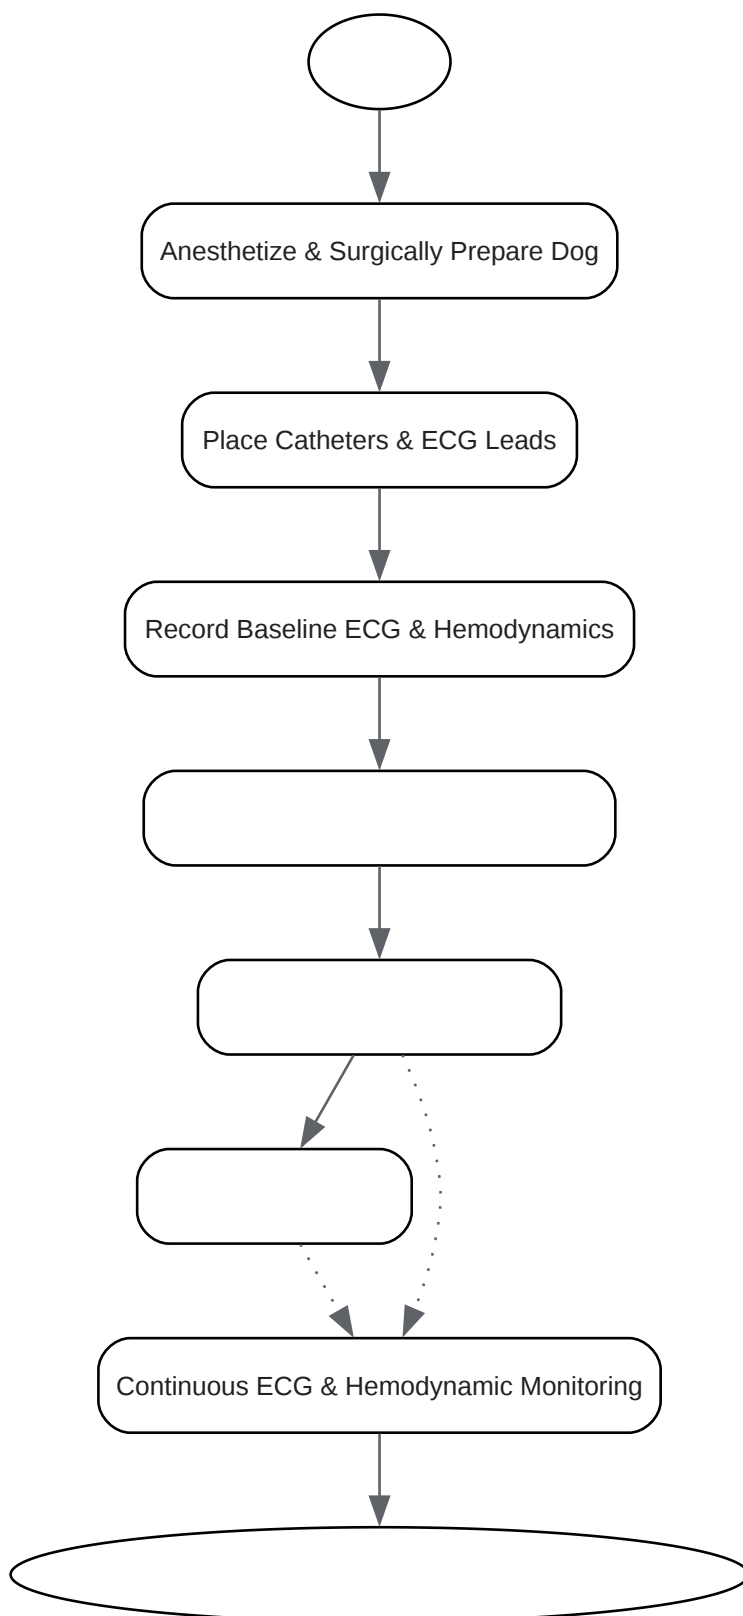 Anesthetize & Surgically Prepare Dog
Place Catheters & ECG Leads
Record Baseline ECG & Hemodynamics
Continuous ECG & Hemodynamic Monitoring